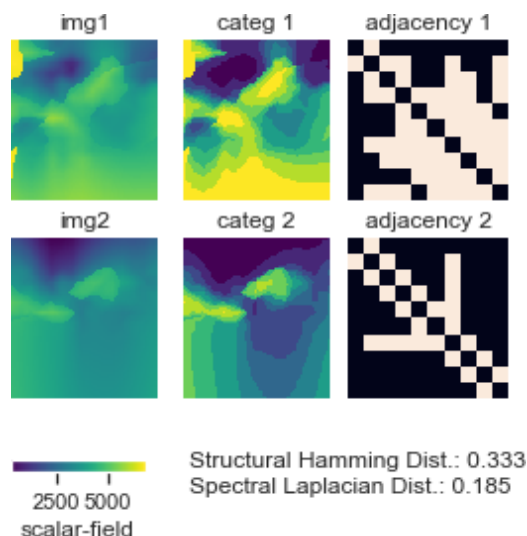 img1 categ 1 adjacency 1
img2 categ 2 adjacency 2
2500 5000
scalar-field
Structural Hamming Dist.: 0.333
Spectral Laplacian Dist.: 0.185